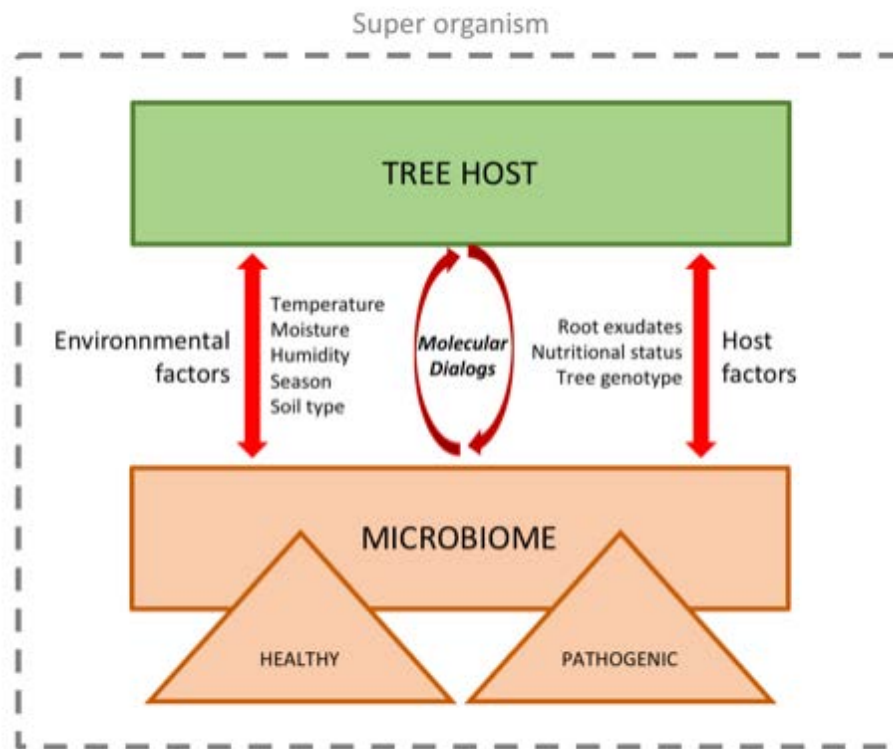 Super organism
TREE HOST
Environnmental
factors
Temperature
Moisture
Humidity
Season
Soil type
Molecular
Dialogs
Root exudates
Nutritional status
Tree genotype
Host
factors
MICROBIOME
HEALTHY
PATHOGENIC